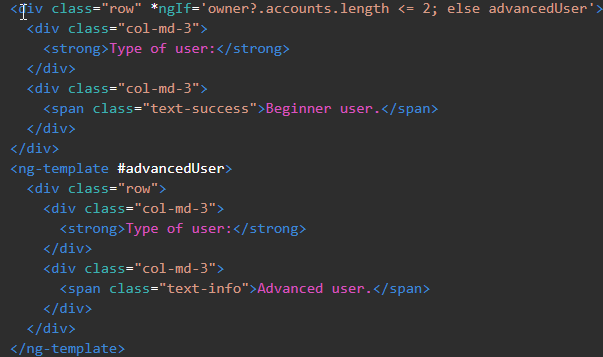 <div class="row" *ngIf='owner?.accounts.length <= 2; else advancedUser'>
<div class="col-md-3">
<strong>Type of user:</strong>
</div>
<div class="col-md-3">
<span class="text-success">Beginner user.</span>
</div>
</div>
<ng-template #advancedUser>
<div class="row">
<div class="col-md-3">
<strong>Type of user:</strong>
</div>
<div class="col-md-3">
<span class="text-info">Advanced user.</span>
</div>
</div>
</ng-template>